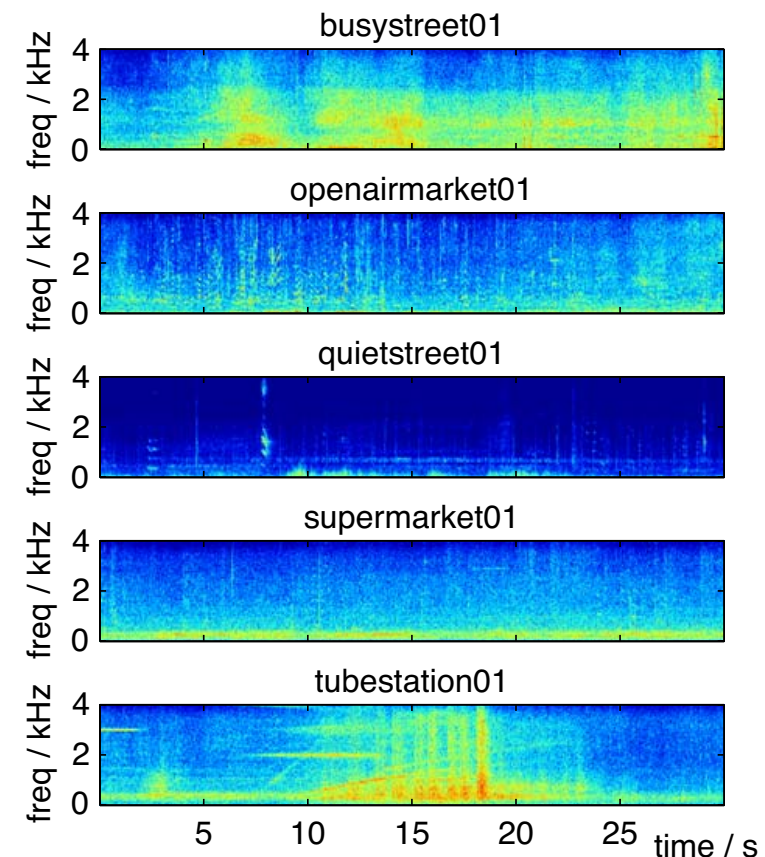 busystreet01
freq / kHz
4
2
0
openairmarket01
freq / kHz
4
2
0
quietstreet01
freq / kHz
4
2
0
supermarket01
freq / kHz
4
2
0
tubestation01
freq / kHz
4
2
0
5 10 15 20 25 time / s